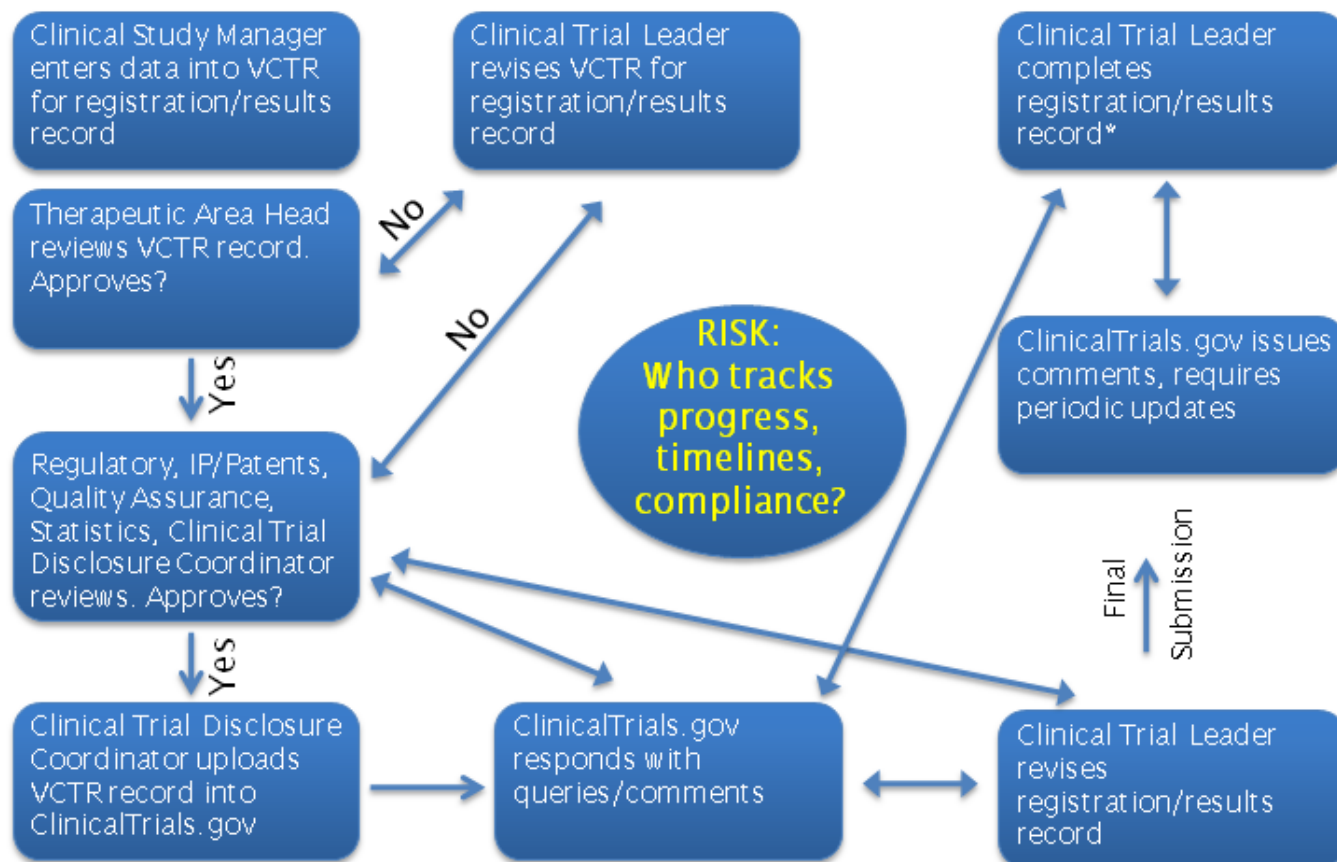 Clinical Study Manager
enters data into VCTR
for registration/results
record
Clinical Trial Leader
revises VCTR for
registration/results
record
Clinical Trial Leader
completes
registration/results
record*
Therapeutic Area Head
reviews VCTR record.
Approves?
No
No
RISK:
Who tracks
progress,
timelines,
compliance?
ClinicalTrials.gov issues
comments, requires
periodic updates
Yes
Regulatory, IP/Patents,
Quality Assurance,
Statistics, Clinical Trial
Disclosure Coordinator
reviews. Approves?
Final
Submission
Yes
Clinical Trial Disclosure
Coordinator uploads
VCTR record into
ClinicalTrials.gov
ClinicalTrials.gov
responds with
queries/comments
Clinical Trial Leader
revises
registration/results
record